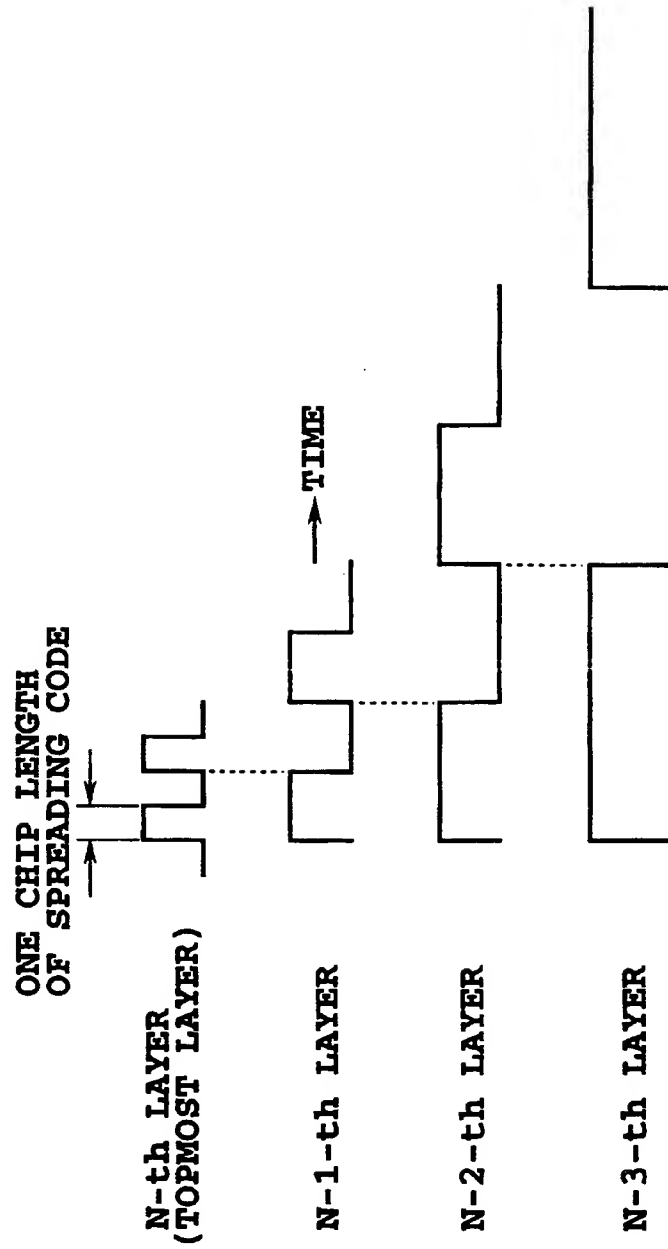 ONE CHIP LENGTH
OF SPREADING CODE
N-th LAYER
(TOPMOST LAYER)
TIME
N-1-th LAYER
N-2-th LAYER
N-3-th LAYER